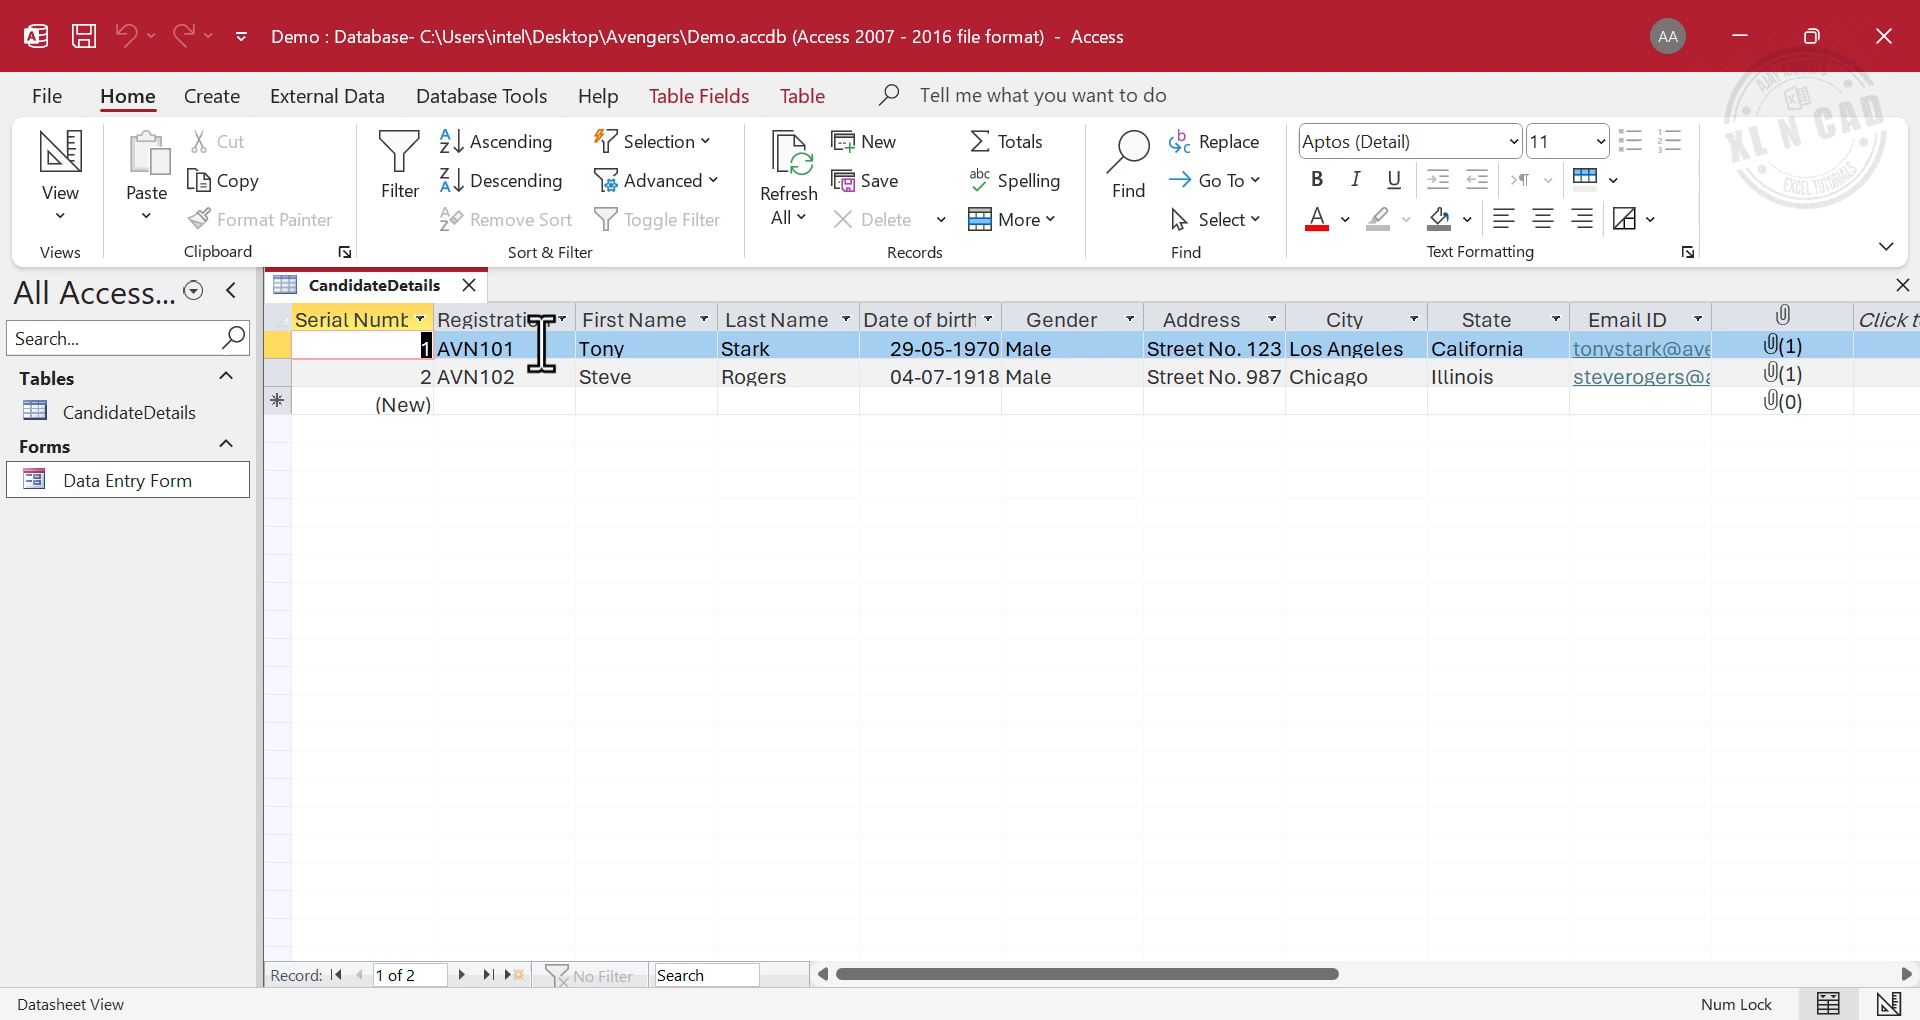 Demo : Database- C:\Users\intel\Desktop\Avengers\Demo.accdb (Access 2007 - 2016 file format) - Access
AA
File Home Create External Data Database Tools Help Table Fields Table Tell me what you want to do
View
Views
Paste
Cut
Copy
Format Painter
Clipboard
Filter
Ascending
Descending
Remove Sort
Selection
Advanced
Toggle Filter
Sort & Filter
Refresh
All
New
Save
Delete
Totals
Spelling
More
Records
Find
Replace
Go To
Select
Find
Aptos (Detail) 11
B I U
Text Formatting
AJAY ANAND'S
XL N CAD
EXCEL TUTORIALS
All Access...
Search...
Tables
CandidateDetails
Forms
Data Entry Form
CandidateDetails
Serial Numb Registrati First Name Last Name Date of birth Gender Address City State Email ID Click t
1 AVN101 Tony Stark 29-05-1970 Male Street No. 123 Los Angeles California tonystark@ave (1)
2 AVN102 Steve Rogers 04-07-1918 Male Street No. 987 Chicago Illinois steverogers@a (1)
(New) (0)
Record: 1 of 2 No Filter Search
Datasheet View Num Lock